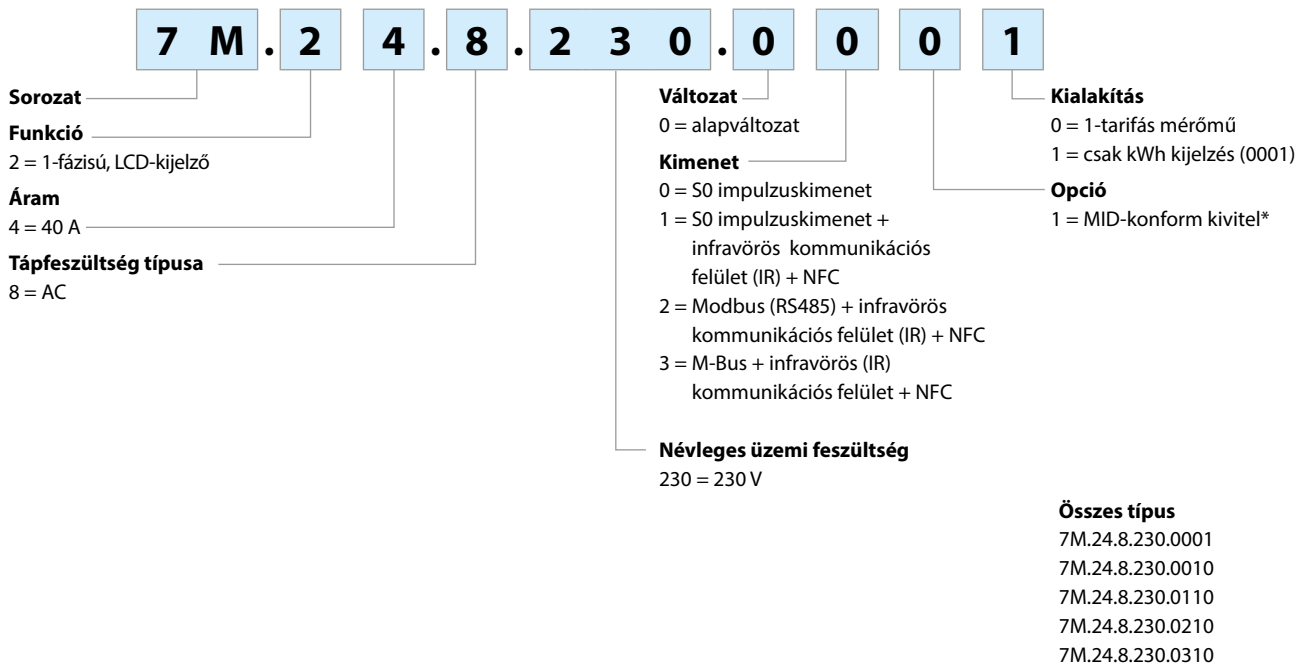 7 M . 2 4 . 8 . 2 3 0 . 0 0 0 1
Sorozat
Funkció
2 = 1-fázisú, LCD-kijelző
Áram
4 = 40 A
Tápfeszültség típusa
8 = AC
Változat
0 = alapváltozat
Kimenet
0 = S0 impulzuskimenet
1 = S0 impulzuskimenet +
infravörös kommunikációs
felület (IR) + NFC
2 = Modbus (RS485) + infravörös
kommunikációs felület (IR) + NFC
3 = M-Bus + infravörös (IR)
kommunikációs felület + NFC
Névleges üzemi feszültség
230 = 230 V
Kialakítás
0 = 1-tarifás mérőmű
1 = csak kWh kijelzés (0001)
Opció
1 = MID-konform kivitel*
Összes típus
7M.24.8.230.0001
7M.24.8.230.0010
7M.24.8.230.0110
7M.24.8.230.0210
7M.24.8.230.0310